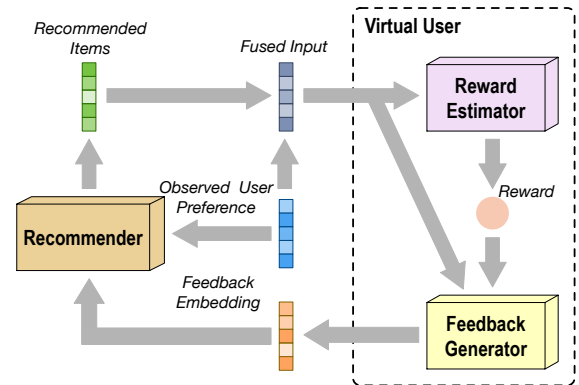 Recommended
Items
Fused Input
Virtual User
Reward
Estimator
Observed User
Preference
Reward
Recommender
Feedback
Embedding
Feedback
Generator